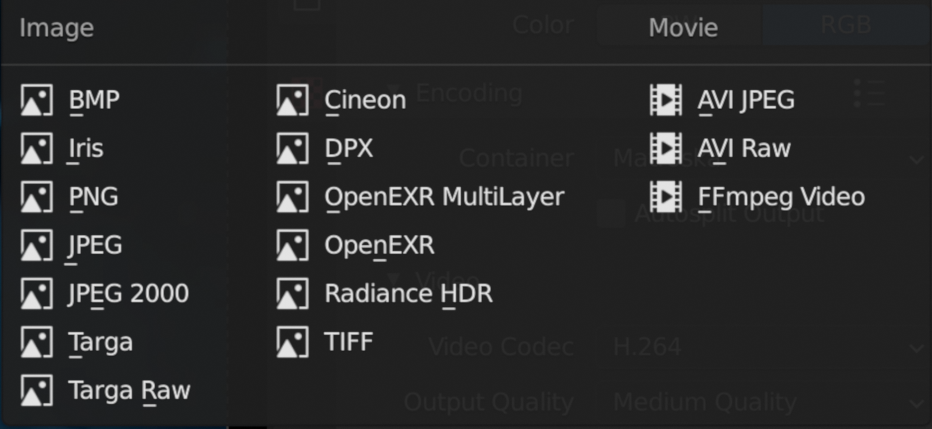 Image
Movie
BMP
Iris
PNG
JPEG
JPEG 2000
Targa
Targa Raw
Cineon
DPX
OpenEXR MultiLayer
OpenEXR
Radiance HDR
TIFF
AVI JPEG
AVI Raw
FFmpeg Video
Color
RGB
Encoding
Container
Autosplit Output
Video
Video Codec
H.264
Output Quality
Medium Quality